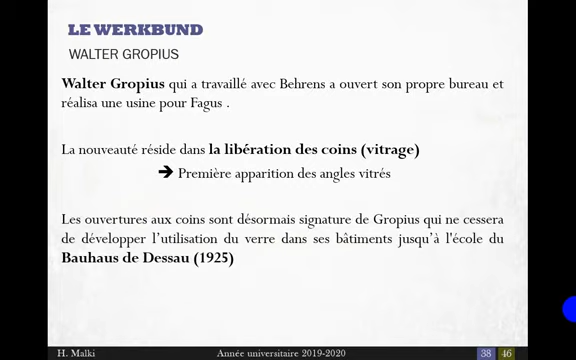 LE WERKBUND
WALTER GROPIUS
Walter Gropius qui a travaillé avec Behrens a ouvert son propre bureau et
réalisa une usine pour Fagus .
La nouveauté réside dans la libération des coins (vitrage)
➔ Première apparition des angles vitrés
Les ouvertures aux coins sont désormais signature de Gropius qui ne cessera
de développer l’utilisation du verre dans ses bâtiments jusqu’à l'école du
Bauhaus de Dessau (1925)
H. Malki Année universitaire 2019-2020 38 46